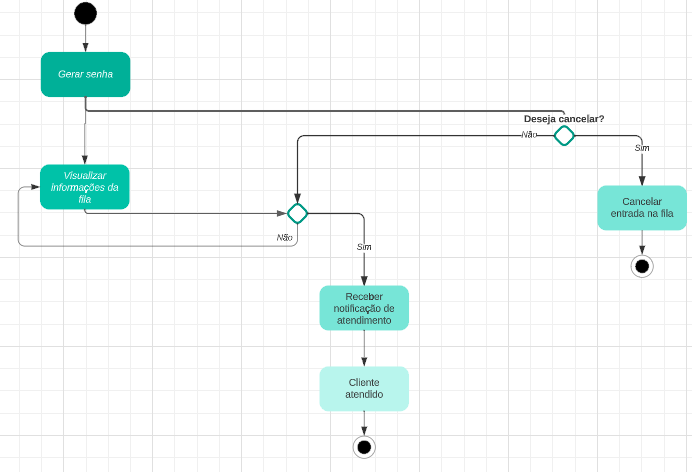 Gerar senha
Deseja cancelar?
Não
Sim
Visualizar
informações da
fila
Cancelar
entrada na fila
Não
Sim
Receber
notificação de
atendimento
Cliente
atendido